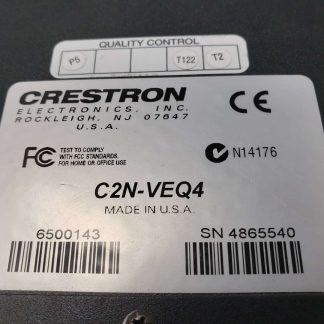 QUALITY CONTROL
P5 T122 T2
CRESTRON
ELECTRONICS, INC.
ROCKLEIGH, NJ 07647
U.S.A.
CE
FC TEST TO COMPLY
WITH FCC STANDARDS.
FOR HOME OR OFFICE USE
N14176
C2N-VEQ4
MADE IN U.S.A.
6500143 SN 4865540